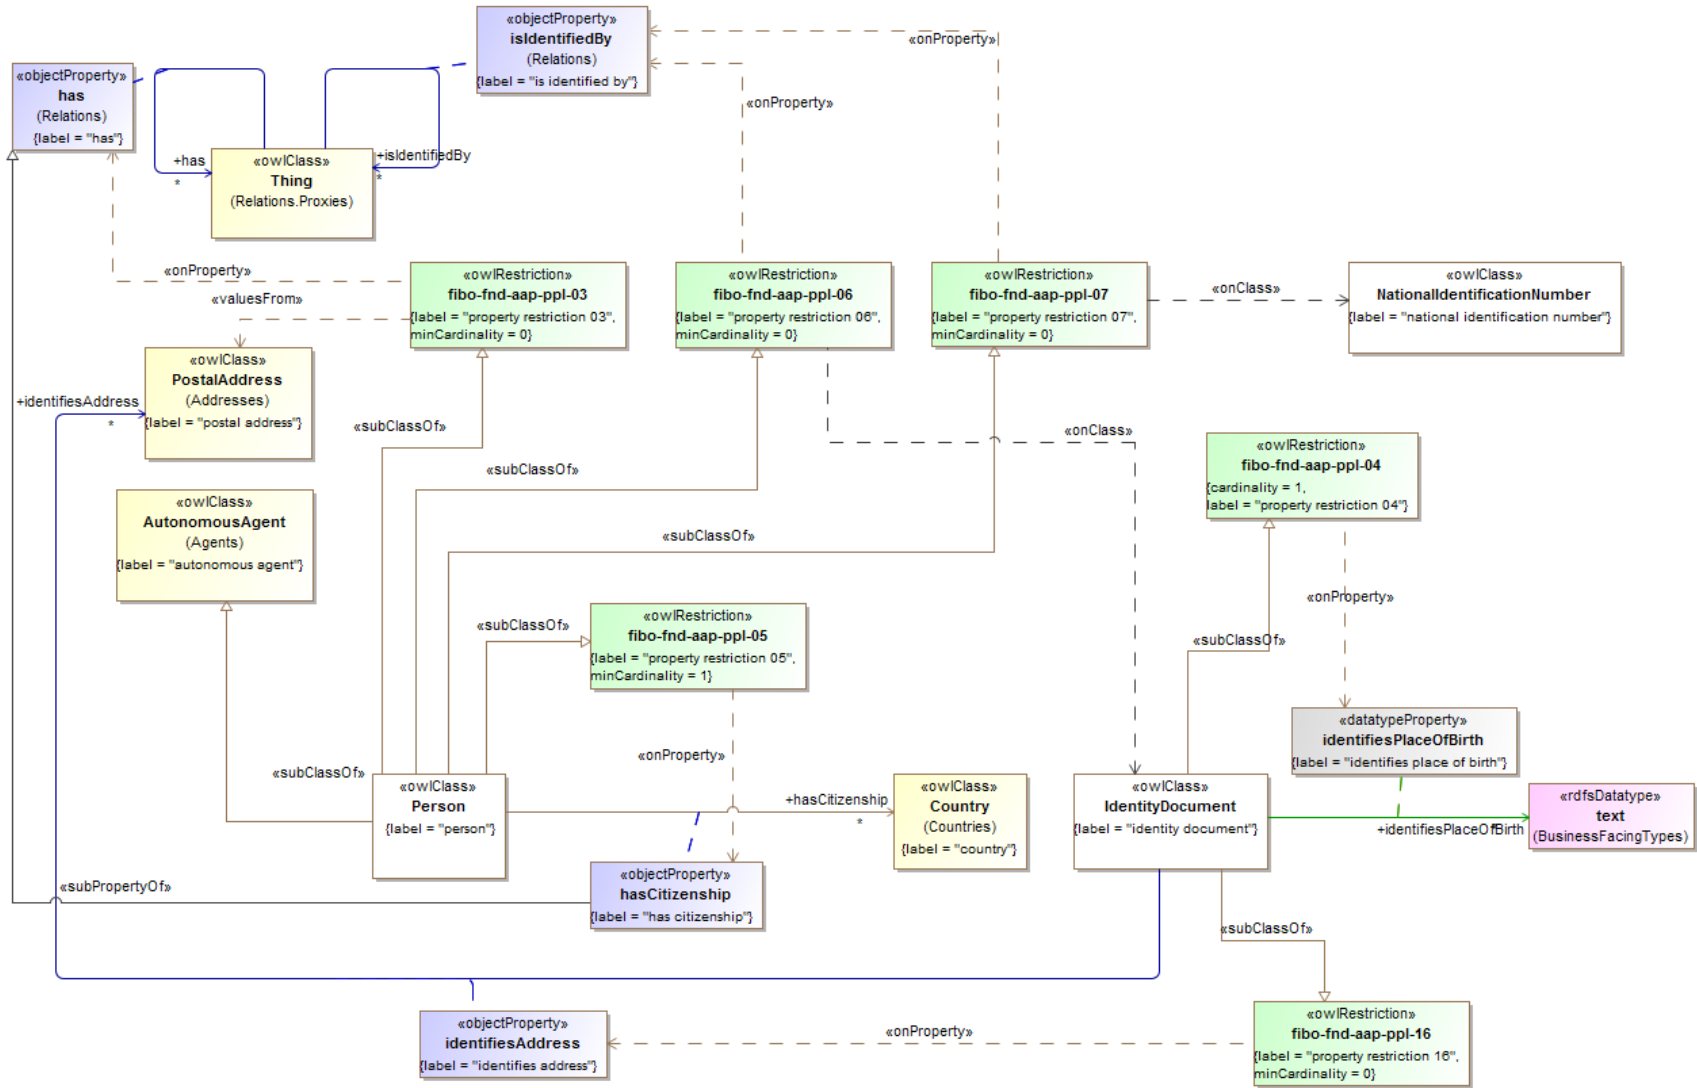 «objectProperty»
isIdentifiedBy
(Relations)
{label = "is identified by"}
«onProperty»
«objectProperty»
has
(Relations)
{label = "has"}
«onProperty»
+has
*
+isIdentifiedBy
*
«owlClass»
Thing
(Relations.Proxies)
«onProperty»
«valuesFrom»
«owlRestriction»
fibo-fnd-aap-ppl-03
{label = "property restriction 03",
minCardinality = 0}
«owlRestriction»
fibo-fnd-aap-ppl-06
{label = "property restriction 06",
minCardinality = 0}
«owlRestriction»
fibo-fnd-aap-ppl-07
{label = "property restriction 07",
minCardinality = 0}
«onClass»
«owlClass»
NationalIdentificationNumber
{label = "national identification number"}
«owlClass»
PostalAddress
(Addresses)
{label = "postal address"}
+identifiesAddress
*
«subClassOf»
«onClass»
«subClassOf»
«owlRestriction»
fibo-fnd-aap-ppl-04
{cardinality = 1,
label = "property restriction 04"}
«owlClass»
AutonomousAgent
(Agents)
{label = "autonomous agent"}
«subClassOf»
«onProperty»
«subClassOf»
«owlRestriction»
fibo-fnd-aap-ppl-05
{label = "property restriction 05",
minCardinality = 1}
«subClassOf»
«datatypeProperty»
identifiesPlaceOfBirth
{label = "identifies place of birth"}
«onProperty»
«subClassOf»
«owlClass»
Person
{label = "person"}
+hasCitizenship
*
«owlClass»
Country
(Countries)
{label = "country"}
«owlClass»
IdentityDocument
{label = "identity document"}
+identifiesPlaceOfBirth
«rdfsDatatype»
text
(BusinessFacingTypes)
«subPropertyOf»
«objectProperty»
hasCitizenship
{label = "has citizenship"}
«subClassOf»
«objectProperty»
identifiesAddress
{label = "identifies address"}
«onProperty»
«owlRestriction»
fibo-fnd-aap-ppl-16
{label = "property restriction 16",
minCardinality = 0}